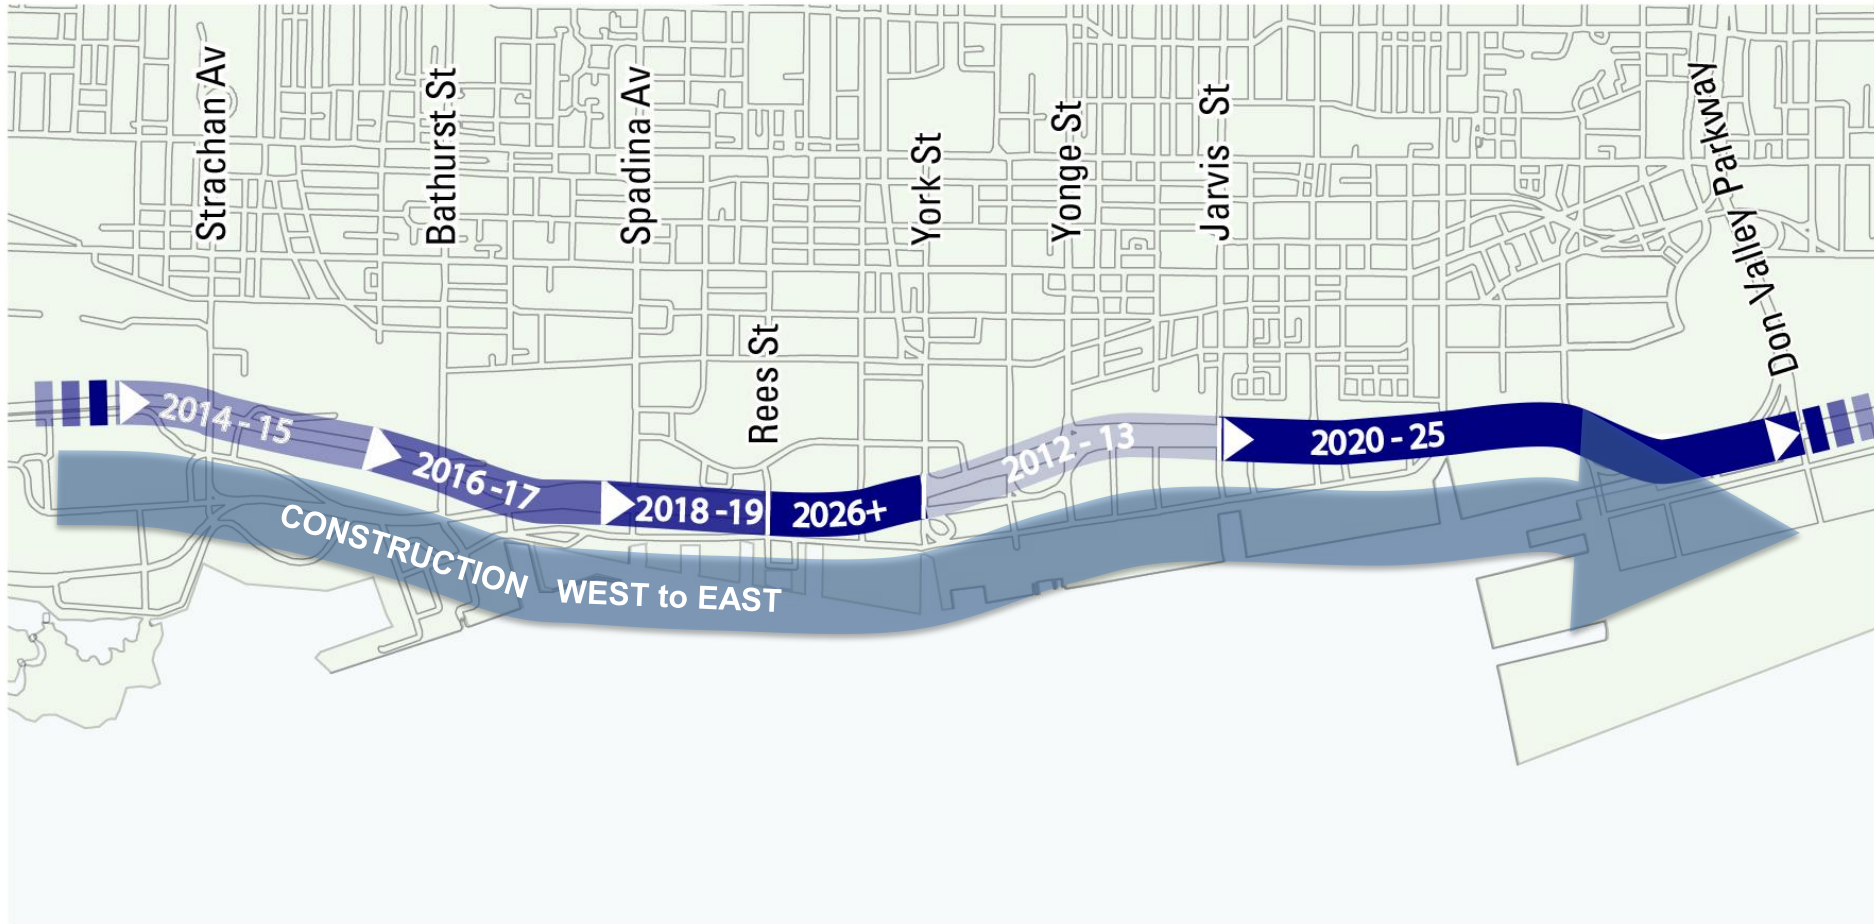 Strachan Av
Bathurst St
Spadina Av
York St
Yonge St
Jarvis St
Don Valley Parkway
Rees St
2014 - 15
2016 -17
2018 -19
2026+
2012 - 13
2020 - 25
CONSTRUCTION WEST to EAST